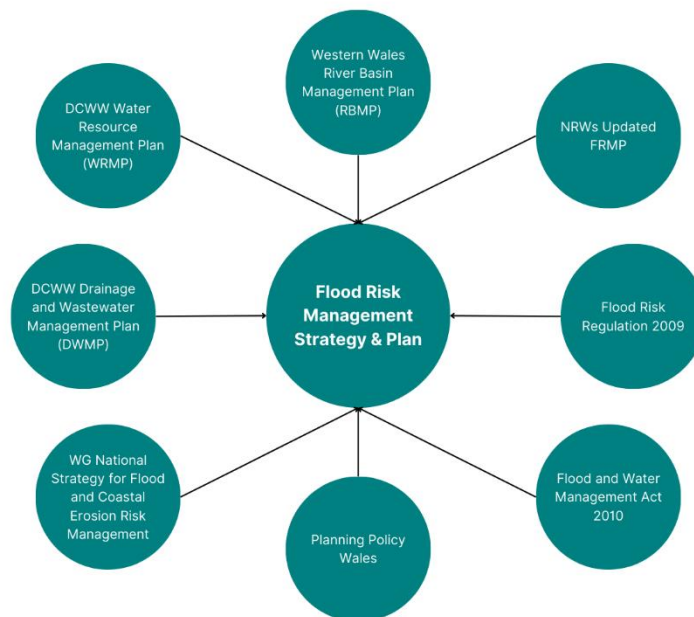 Western Wales
River Basin
Management Plan
(RBMP)
DCWW Water
Resource
Management Plan
(WRMP)
NRWs Updated
FRMP
DCWW Drainage
and Wastewater
Management Plan
(DWMP)
Flood Risk
Management
Strategy & Plan
Flood Risk
Regulation 2009
WG National
Strategy for Flood
and Coastal
Erosion Risk
Management
Planning Policy
Wales
Flood and Water
Management Act
2010